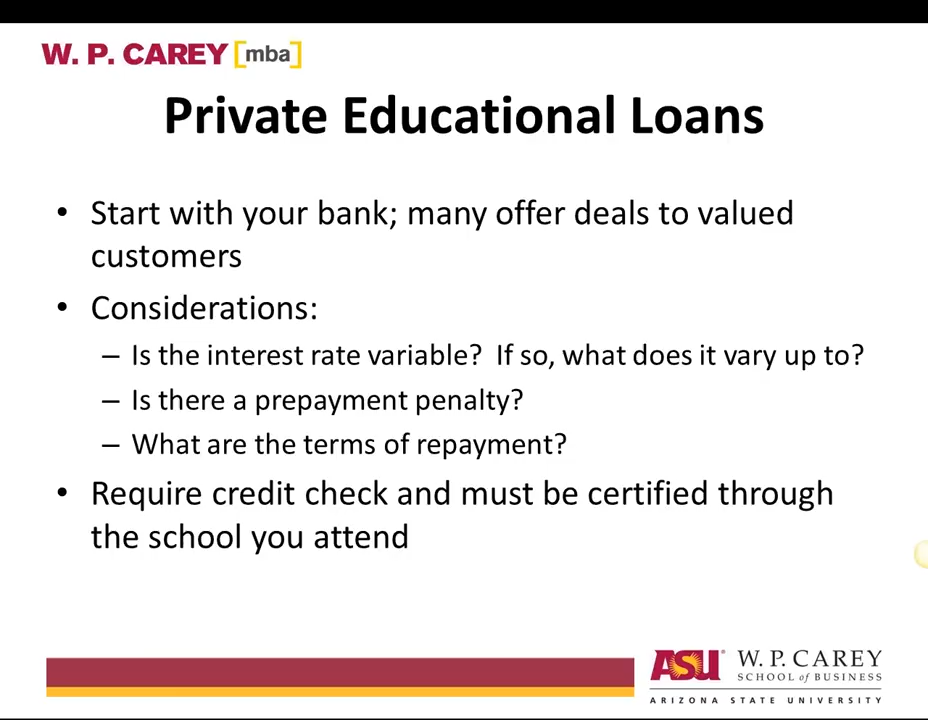 W. P. CAREY [mba]
Private Educational Loans
• Start with your bank; many offer deals to valued
customers
• Considerations:
– Is the interest rate variable?  If so, what does it vary up to?
– Is there a prepayment penalty?
– What are the terms of repayment?
• Require credit check and must be certified through
the school you attend
ASU W. P. CAREY
SCHOOL of BUSINESS
ARIZONA STATE UNIVERSITY